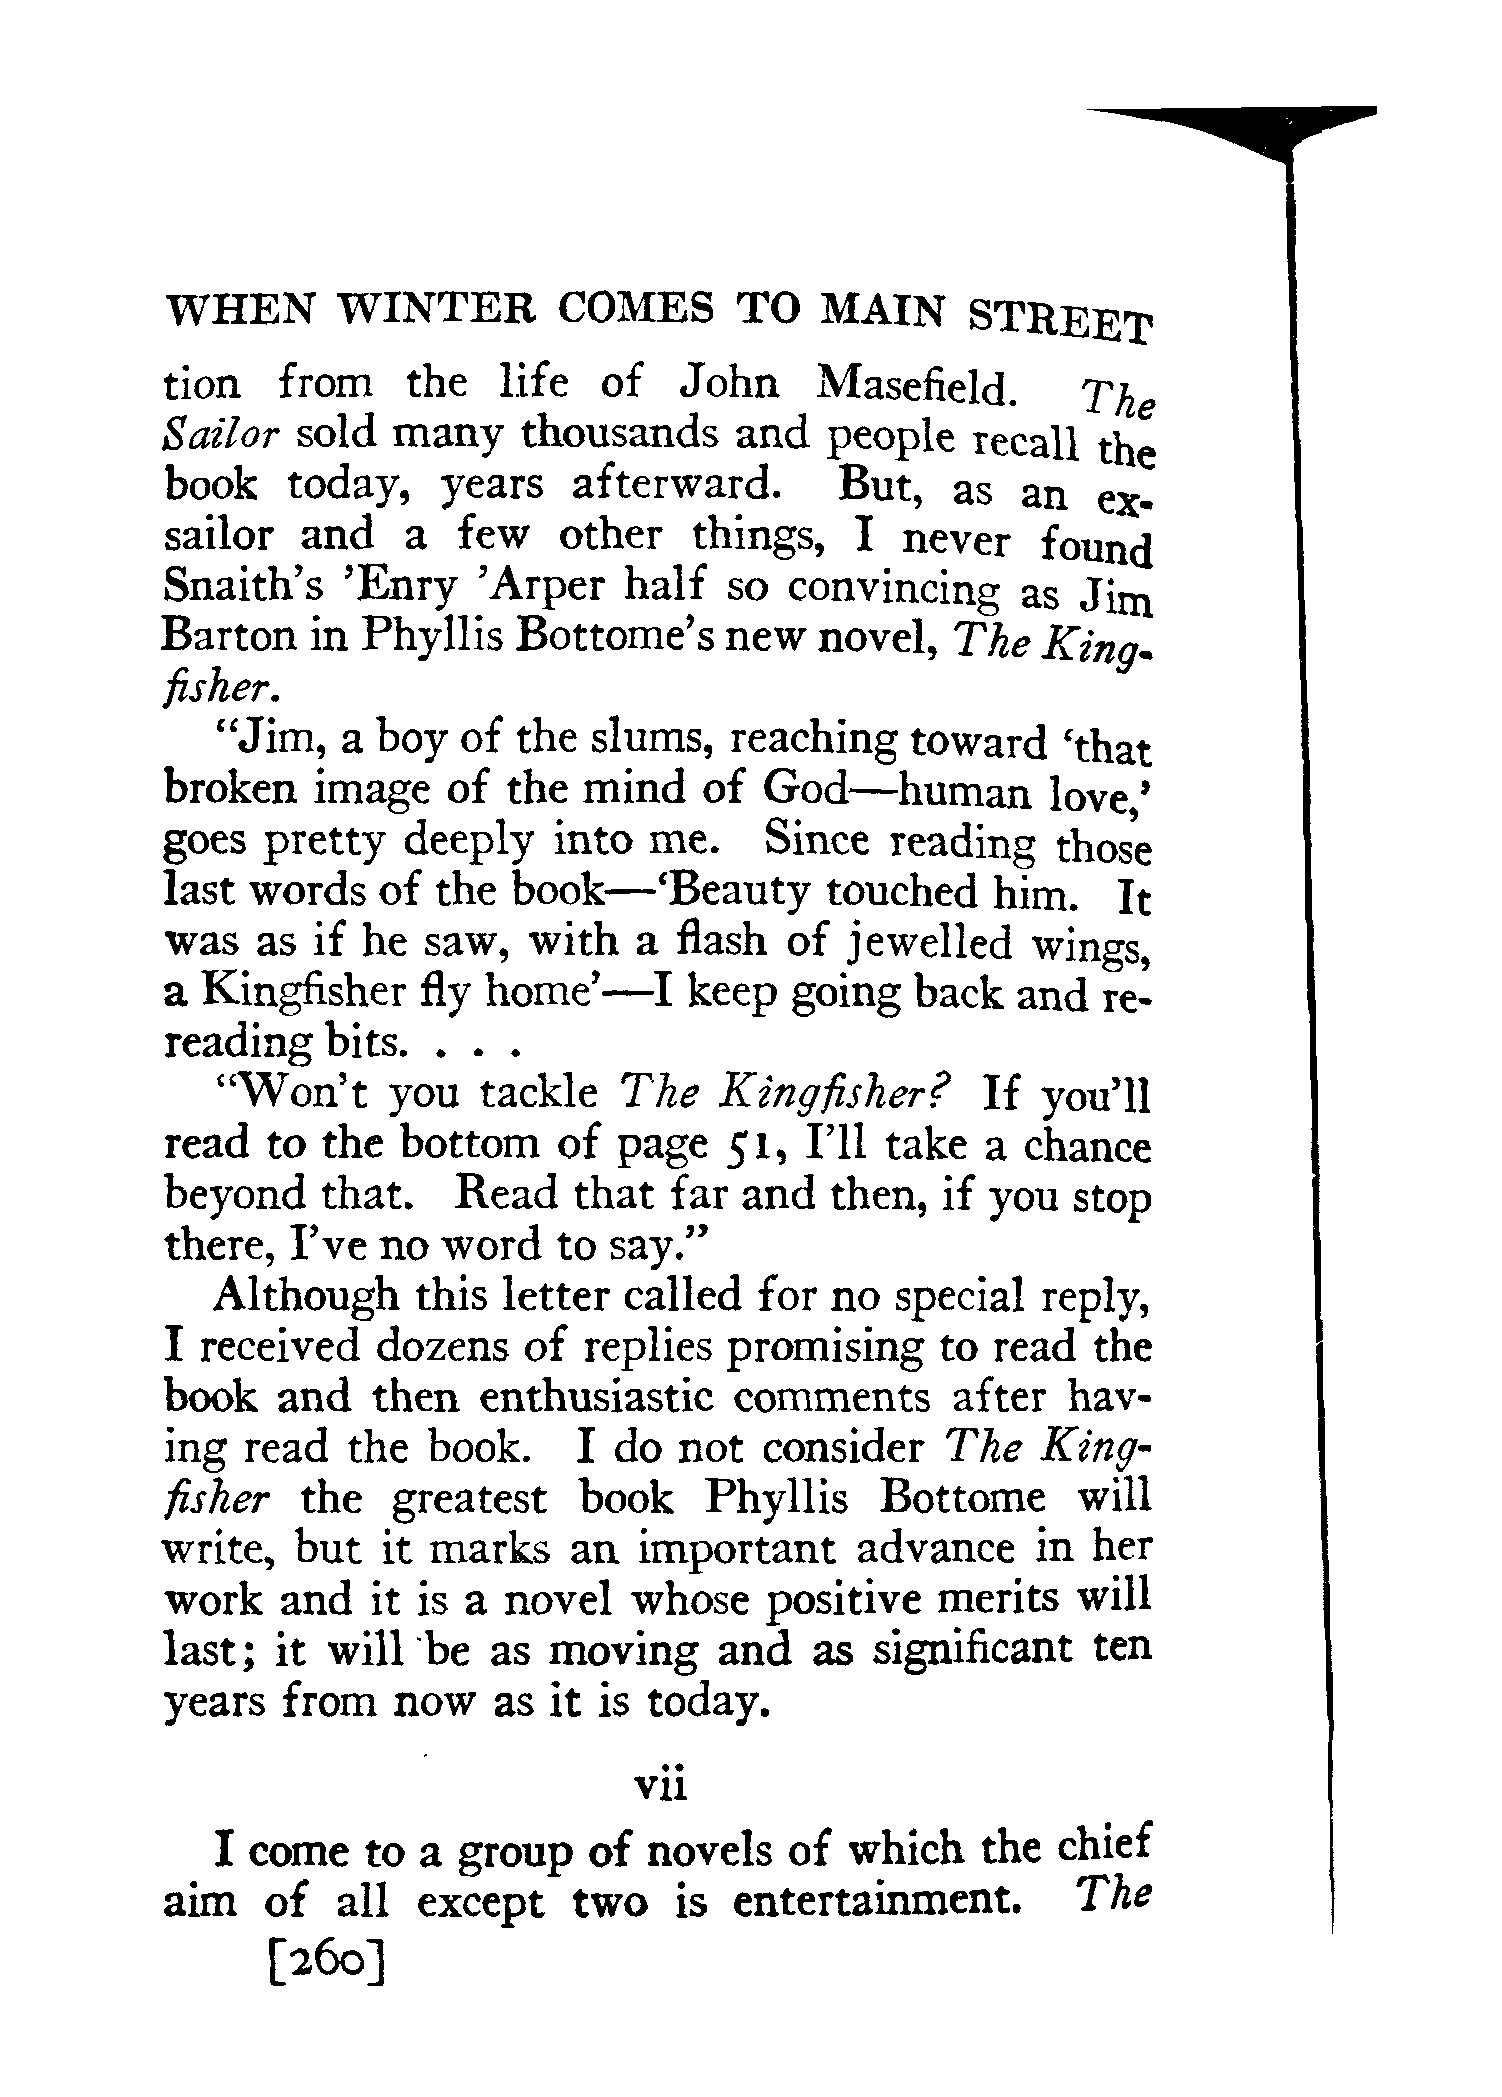 WHEN WINTER COMES TO MAIN STREET
tion from the life of John Masefield. The
Sailor sold many thousands and people recall the
book today, years afterward. But, as an ex-
sailor and a few other things, I never found
Snaith's 'Enry 'Arper half so convincing as Jim
Barton in Phyllis Bottome's new novel, The King-
fisher.
"Jim, a boy of the slums, reaching toward 'that
broken image of the mind of God—human love,'
goes pretty deeply into me. Since reading those
last words of the book—'Beauty touched him. It
was as if he saw, with a flash of jewelled wings,
a Kingfisher fly home'—I keep going back and re-
reading bits. . . .
"Won't you tackle The Kingfisher? If you'll
read to the bottom of page 51, I'll take a chance
beyond that. Read that far and then, if you stop
there, I've no word to say."
Although this letter called for no special reply,
I received dozens of replies promising to read the
book and then enthusiastic comments after hav-
ing read the book. I do not consider The King-
fisher the greatest book Phyllis Bottome will
write, but it marks an important advance in her
work and it is a novel whose positive merits will
last; it will be as moving and as significant ten
years from now as it is today.
vii
I come to a group of novels of which the chief
aim of all except two is entertainment. The
[260]